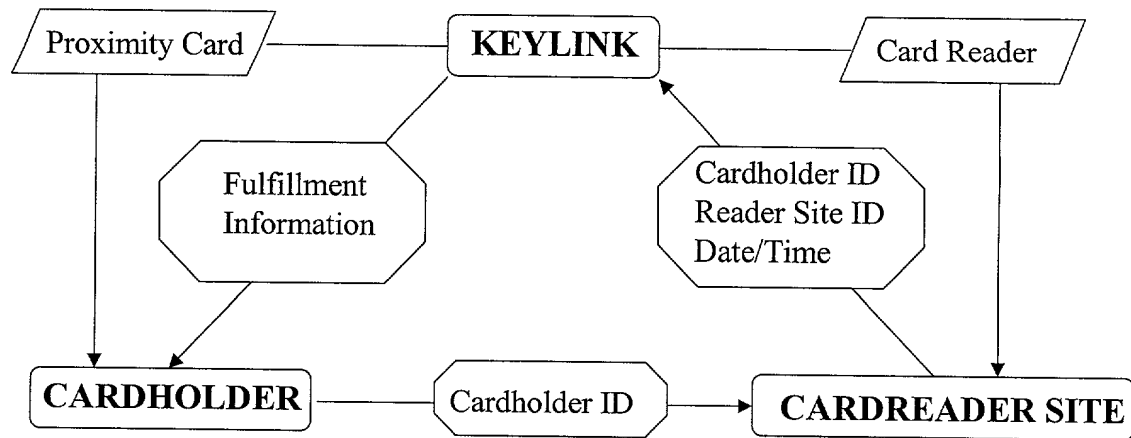 Proximity Card
KEYLINK
Card Reader
Fulfillment
Information
Cardholder ID
Reader Site ID
Date/Time
CARDHOLDER
Cardholder ID
CARDREADER SITE